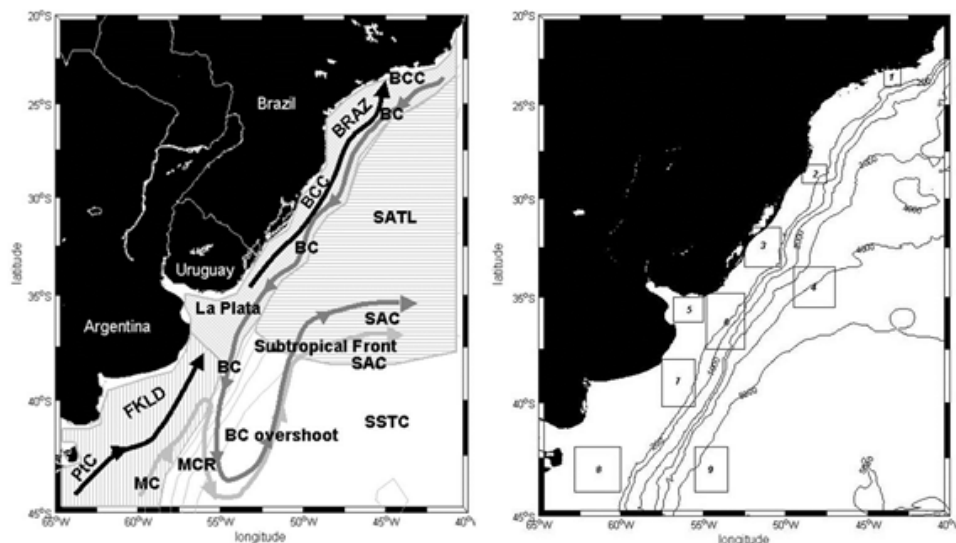 20°S
25°S
30°S
35°S
40°S
45°S
65°W
60°W
55°W
50°W
45°W
40°W
latitude
longitude
Brazil
Uruguay
Argentina
BCC
BC
BRAZ
BCC
SATL
BC
La Plata
SAC
Subtropical Front
SAC
BC
FKLD
BC overshoot
SSTC
PtC
MCR
MC
20°S
25°S
30°S
35°S
40°S
45°S
65°W
60°W
55°W
50°W
45°W
40°W
latitude
longitude
1
2
3
4
5
6
7
8
9